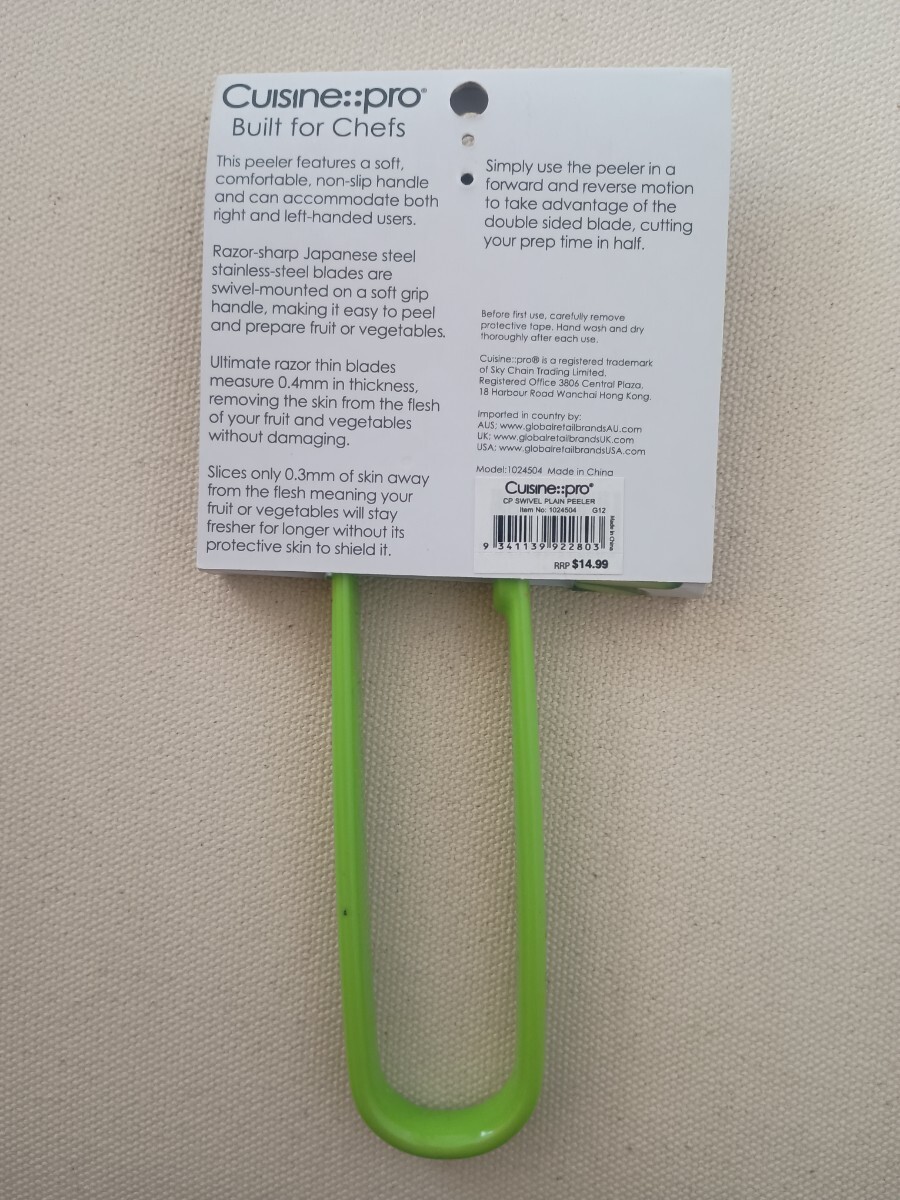 Cuisine::pro®
Built for Chefs
This peeler features a soft,
comfortable, non-slip handle
and can accommodate both
right and left-handed users.
Razor-sharp Japanese steel
stainless-steel blades are
swivel-mounted on a soft grip
handle, making it easy to peel
and prepare fruit or vegetables.
Ultimate razor thin blades
measure 0.4mm in thickness,
removing the skin from the flesh
of your fruit and vegetables
without damaging.
Slices only 0.3mm of skin away
from the flesh meaning your
fruit or vegetables will stay
fresher for longer without its
protective skin to shield it.
Simply use the peeler in a
forward and reverse motion
to take advantage of the
double sided blade, cutting
your prep time in half.
Before first use, carefully remove
protective tape. Hand wash and dry
thoroughly after each use.
Cuisine::pro® is a registered trademark
of Sky Chain Trading Limited.
Registered Office 3806 Central Plaza,
18 Harbour Road Wanchai Hong Kong.
Imported in country by:
AUS: www.globalretailbrandsAU.com
UK: www.globalretailbrandsUK.com
USA: www.globalretailbrandsUSA.com
Model:1024504 Made in China
Cuisine::pro®
CP SWIVEL PLAIN PEELER
Item No: 1024504 G12
Made in China
9 341139 922803
RRP $14.99